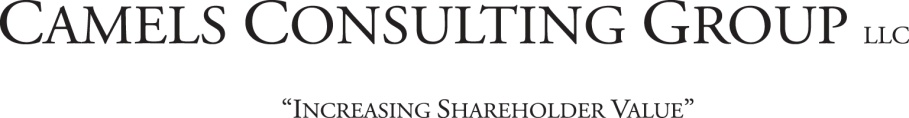 Camels Consulting Group LLC
“Increasing Shareholder Value”